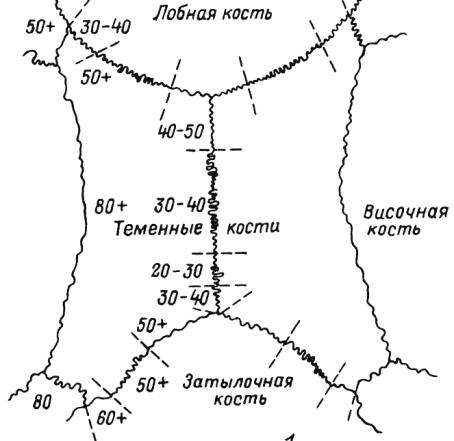 Лобная кость
50+ 30-40
50+
40-50
80+
30-40
Теменные кости
Височная
кость
20-30
30-40
50+
50+
Затылочная
кость
80
60+